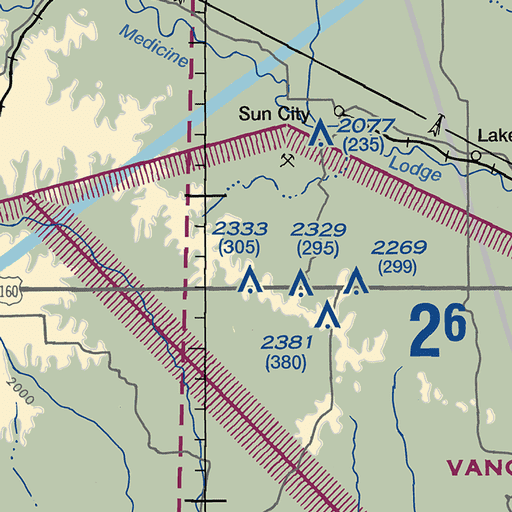 Medicine
Sun City
2077
(235)
Lake
Lodge
2333
(305)
2329
(295)
2269
(299)
160
26
2381
(380)
2000
VANC